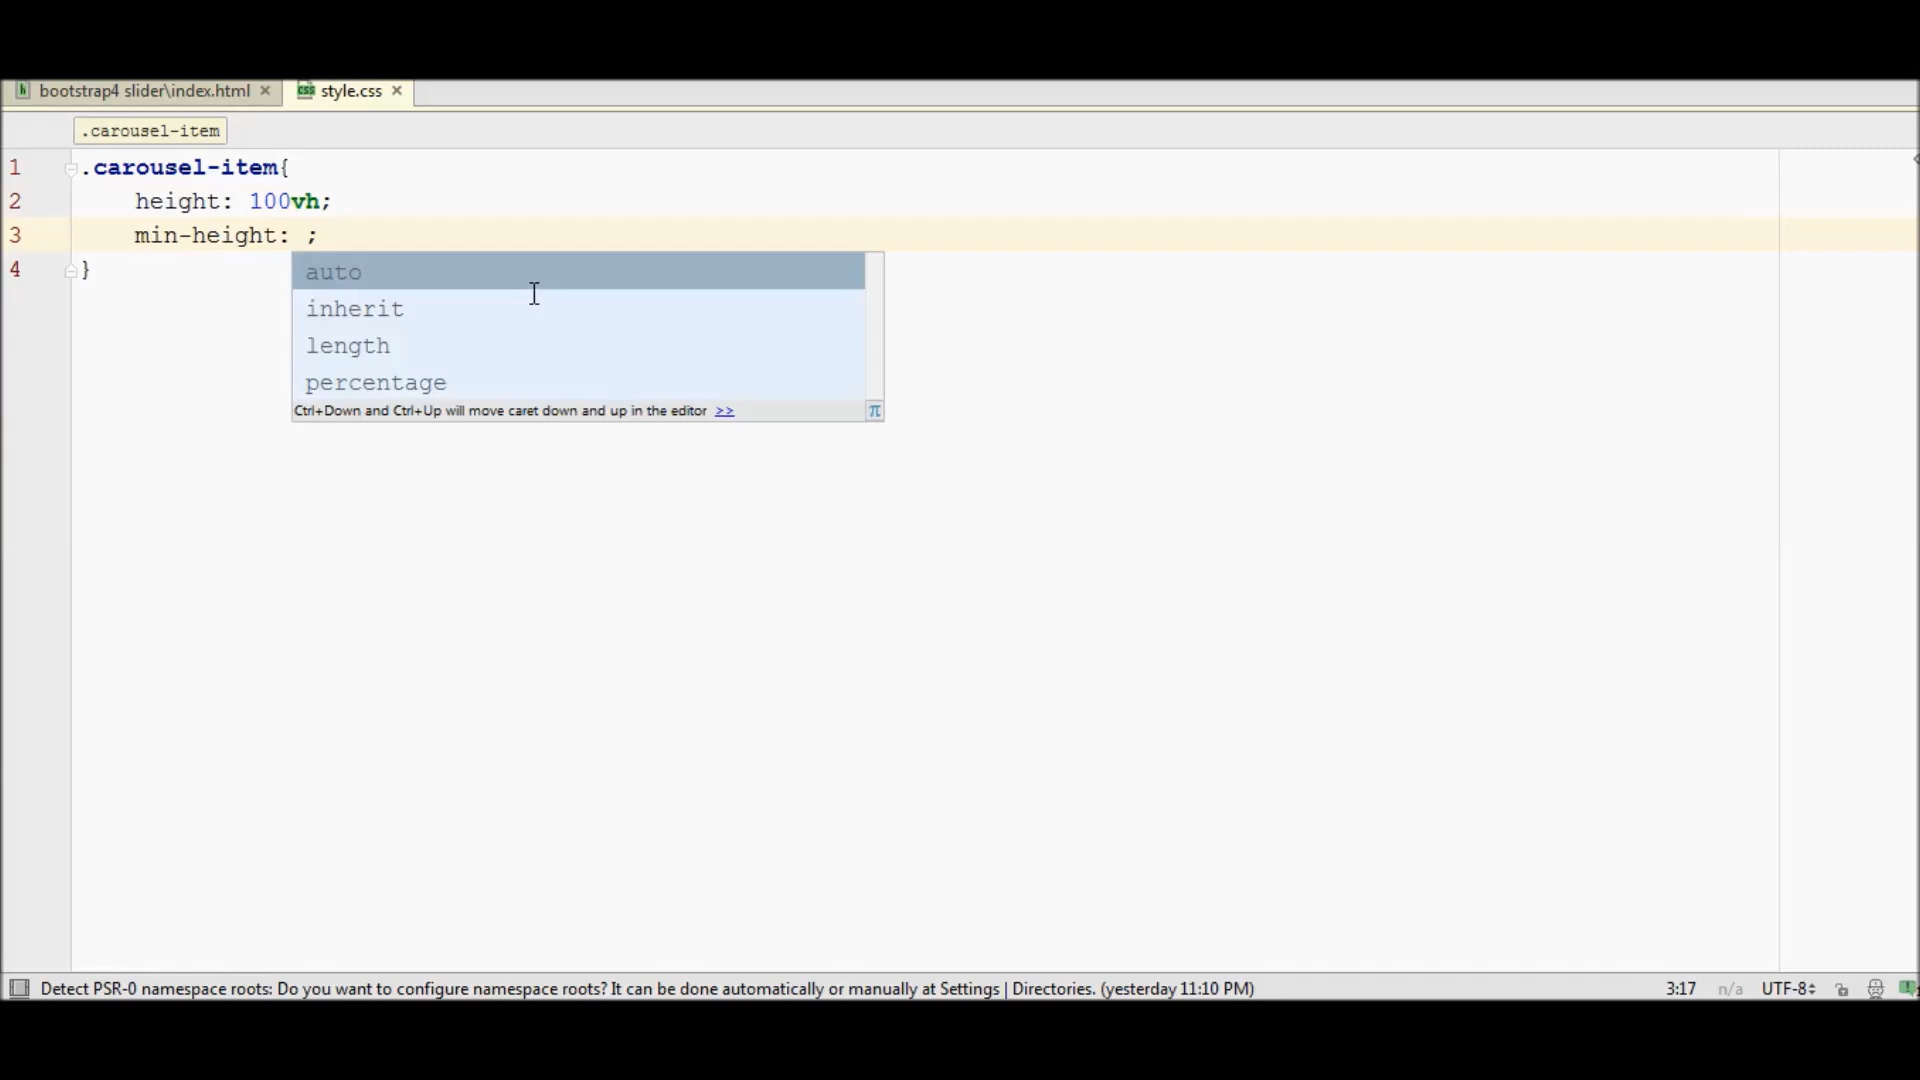 bootstrap4 slider\index.html
style.css
.carousel-item
1 .carousel-item{
2 height: 100vh;
3 min-height: ;
4 }
auto
inherit
length
percentage
Ctrl+Down and Ctrl+Up will move caret down and up in the editor >> π
Detect PSR-0 namespace roots: Do you want to configure namespace roots? It can be done automatically or manually at Settings | Directories. (yesterday 11:10 PM) 3:17 n/a UTF-8